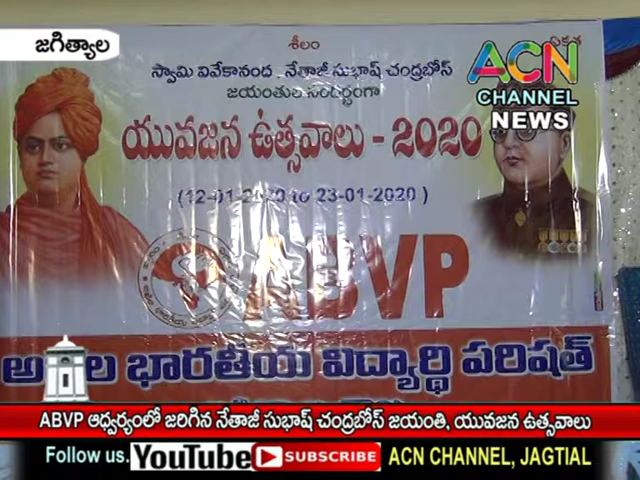 జగిత్యాల
శీలం
ఏకత
స్వామి వివేకానంద , నేతాజీ సుభాష్ చంద్రబోస్
జయంతుల సందర్భంగా
యువజన ఉత్సవాలు - 2020
(12-01-2020 to 23-01-2020 )
ABVP
భారతీయ విద్యార్థి పరిషత్
ACN
CHANNEL
NEWS
ABVP ఆధ్వర్యంలో జరిగిన నేతాజీ సుభాష్ చంద్రబోస్ జయంతి, యువజన ఉత్సవాలు
Follow us. YouTube SUBSCRIBE ACN CHANNEL, JAGTIAL